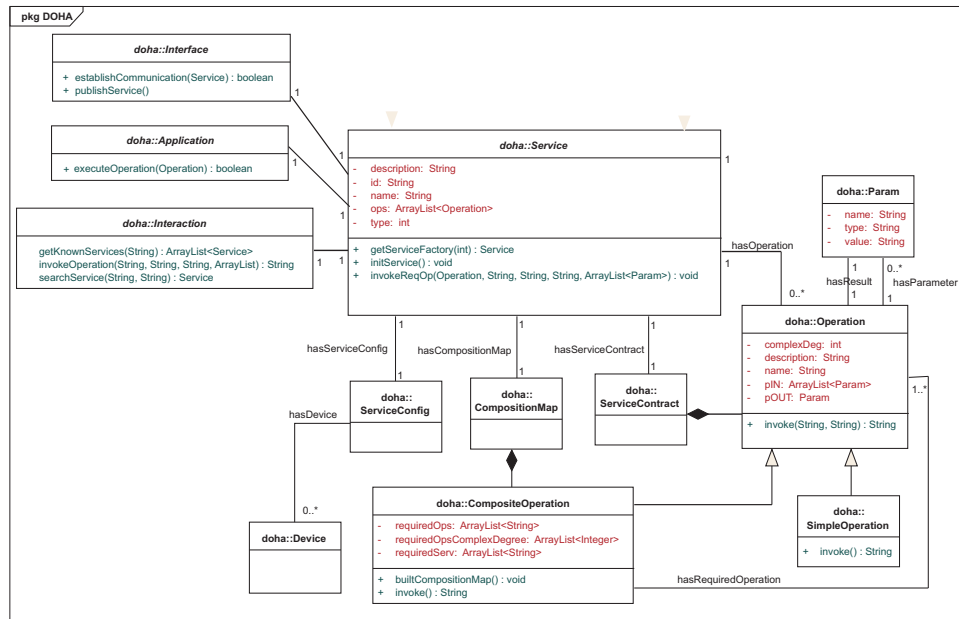 pkg DOHA
doha::Interface
+ establishCommunication(Service) : boolean
+ publishService()
1
doha::Application
+ executeOperation(Operation) : boolean
1
doha::Interaction
getKnownServices(String) : ArrayList<Service>
invokeOperation(String, String, String, ArrayList) : String
searchService(String, String) : Service
1
1
1
1
1
doha::Service
- description: String
- id: String
- name: String
- ops: ArrayList<Operation>
- type: int
+ getServiceFactory(int) : Service
+ initService() : void
+ invokeReqOp(Operation, String, String, String, ArrayList<Param>) : void
hasOperation
1
0..*
doha::Param
- name: String
- type: String
- value: String
hasResult
1
1
0..*
hasParameter
1
doha::Operation
- complexDeg: int
- description: String
- name: String
- pIN: ArrayList<Param>
- pOUT: Param
+ invoke(String, String) : String
1..*
1
hasServiceConfig
1
1
hasCompositionMap
1
1
hasServiceContract
1
doha::
ServiceConfig
doha::
CompositionMap
doha::
ServiceContract
hasDevice
0..*
doha::Device
doha::CompositeOperation
- requiredOps: ArrayList<String>
- requiredOpsComplexDegree: ArrayList<Integer>
- requiredServ: ArrayList<String>
+ builtCompositionMap() : void
+ invoke() : String
doha::
SimpleOperation
+ invoke() : String
hasRequiredOperation